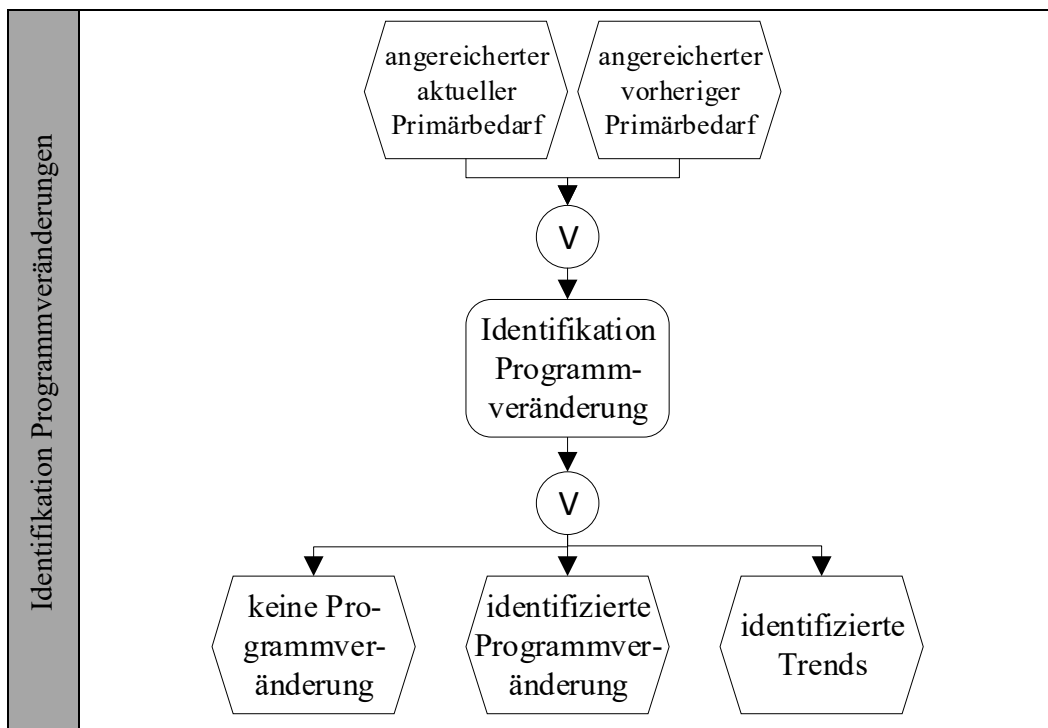 Identifikation Programmveränderungen
angereicherter
aktueller
Primärbedarf
angereicherter
vorheriger
Primärbedarf
V
Identifikation
Programm-
veränderung
V
keine Pro-
grammver-
änderung
identifizierte
Programmver-
änderung
identifizierte
Trends